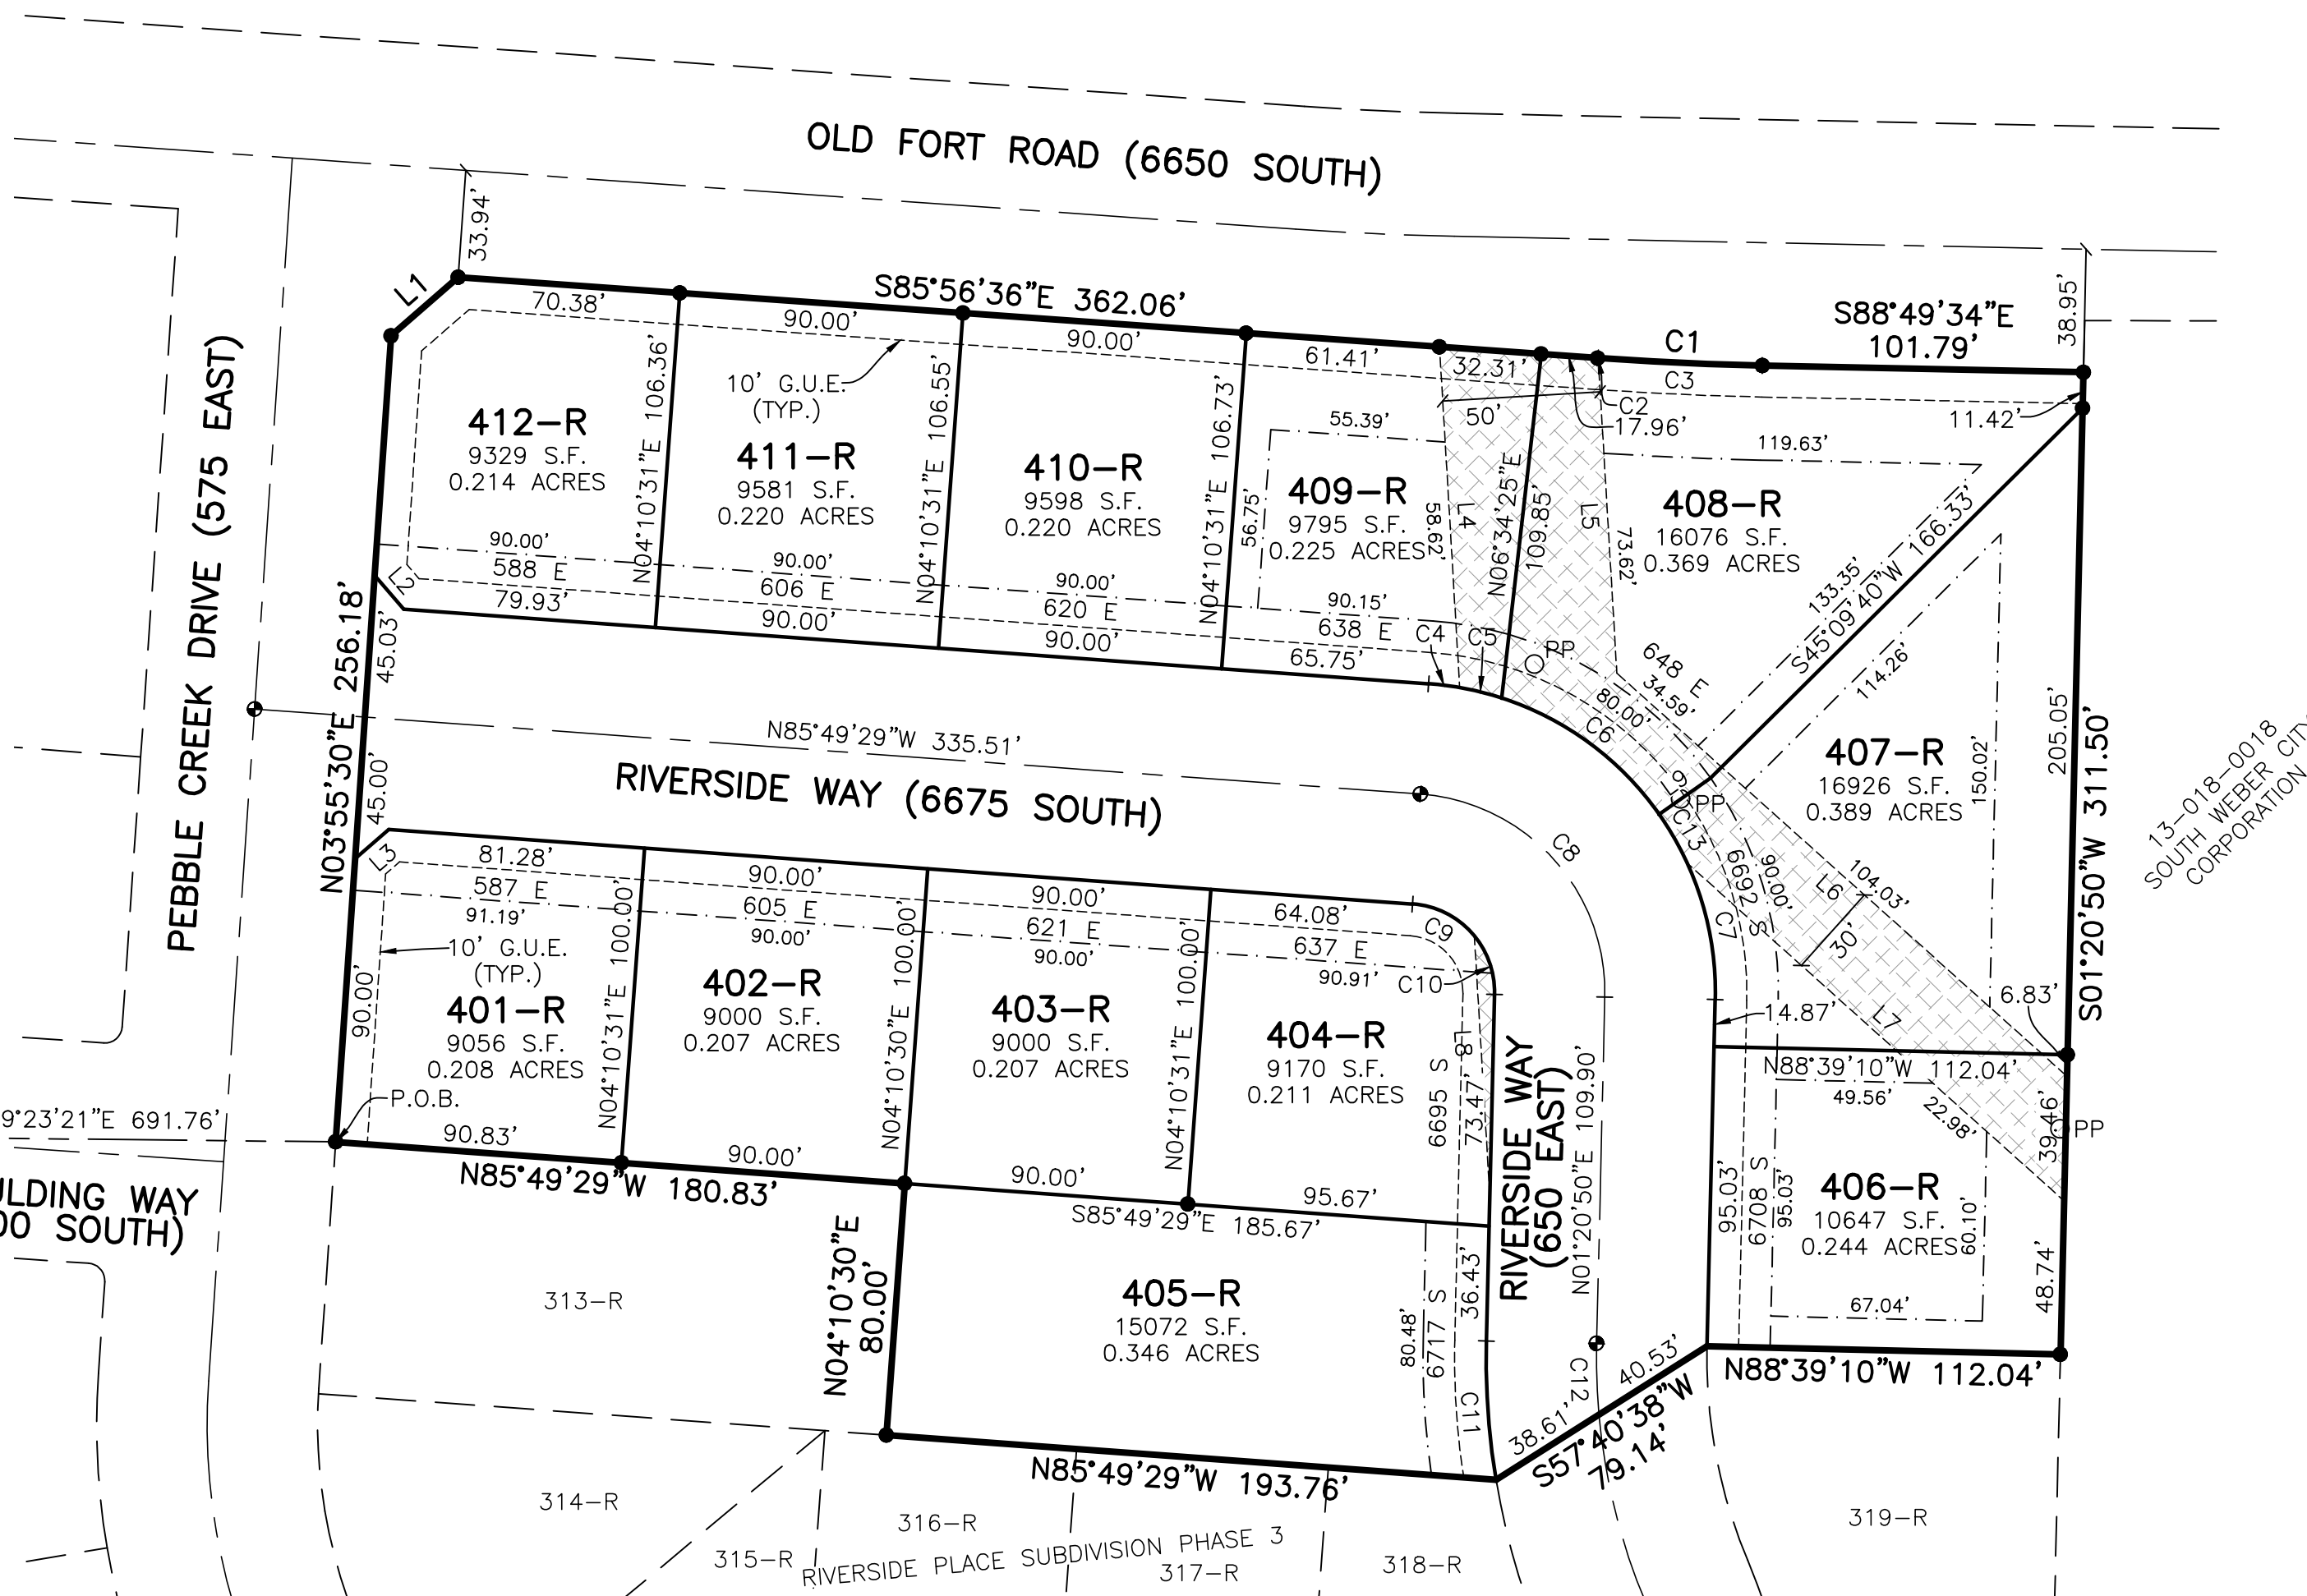 OLD FORT ROAD (6650 SOUTH)
33.94'
38.95'
L1
S85°56'36"E 362.06'
C1
S88°49'34"E
101.79'
70.38'
90.00'
90.00'
61.41'
32.31'
C3
C2
17.96'
11.42'
50'
10' G.U.E.
(TYP.)
412-R
9329 S.F.
0.214 ACRES
N04°10'31"E 106.36'
411-R
9581 S.F.
0.220 ACRES
N04°10'31"E 106.55'
410-R
9598 S.F.
0.220 ACRES
N04°10'31"E 106.73'
55.39'
56.75'
409-R
9795 S.F.
0.225 ACRES
58.62'
L4
N06°34'25"E
109.85'
L5
73.62'
119.63'
408-R
16076 S.F.
0.369 ACRES
133.35'
S45°09'40"W 166.33'
114.26'
90.00'
588 E
79.93'
L2
90.00'
606 E
90.00'
90.00'
620 E
90.00'
90.15'
638 E
65.75'
C4
C5
PP
648 E
34.59'
80.00'
C6
PEBBLE CREEK DRIVE (575 EAST)
N03°55'30"E 256.18'
45.03'
45.00'
90.00'
N85°49'29"W 335.51'
RIVERSIDE WAY (6675 SOUTH)
C8
9.
PP
C13
407-R
16926 S.F.
0.389 ACRES
150.02'
205.05'
S01°20'50"W 311.50'
13-018-0018
SOUTH WEBER CITY
CORPORATION
6692 S
90.00'
C7
L6
104.03'
30'
L7
6.83'
14.87'
L3
81.28'
587 E
91.19'
10' G.U.E.
(TYP.)
401-R
9056 S.F.
0.208 ACRES
N04°10'31"E 100.00'
90.00'
605 E
90.00'
402-R
9000 S.F.
0.207 ACRES
N04°10'30"E 100.00'
90.00'
621 E
90.00'
403-R
9000 S.F.
0.207 ACRES
N04°10'31"E 100.00'
64.08'
C9
637 E
90.91'
C10
404-R
9170 S.F.
0.211 ACRES
6695 S
L8
73.47'
RIVERSIDE WAY
(650 EAST)
N01°20'50"E 109.90'
N88°39'10"W 112.04'
49.56'
22.98'
39.46'
PP
406-R
10647 S.F.
0.244 ACRES
95.03'
6708 S
95.03'
60.10'
67.04'
48.74'
N88°39'10"W 112.04'
P.O.B.
9°23'21"E 691.76'
90.83'
90.00'
N85°49'29"W 180.83'
90.00'
95.67'
S85°49'29"E 185.67'
N04°10'30"E
80.00'
405-R
15072 S.F.
0.346 ACRES
80.48'
6717 S
36.43'
C11
C12
40.53'
38.61'
S57°40'38"W
79.14'
N85°49'29"W 193.76'
ULDING WAY
00 SOUTH)
313-R
314-R
315-R
316-R
317-R
318-R
319-R
RIVERSIDE PLACE SUBDIVISION PHASE 3